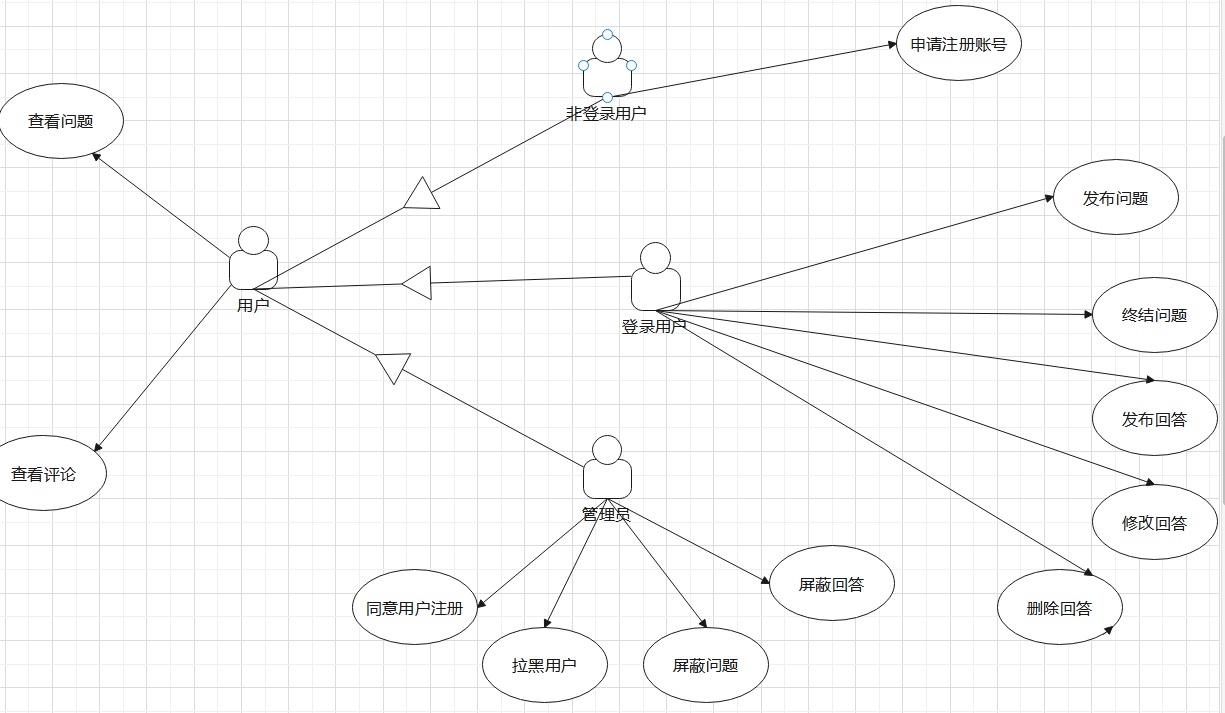 申请注册账号
非登录用户
查看问题
发布问题
用户
终结问题
登录用户
发布回答
查看评论
管理员
修改回答
屏蔽回答
同意用户注册
删除回答
拉黑用户
屏蔽问题